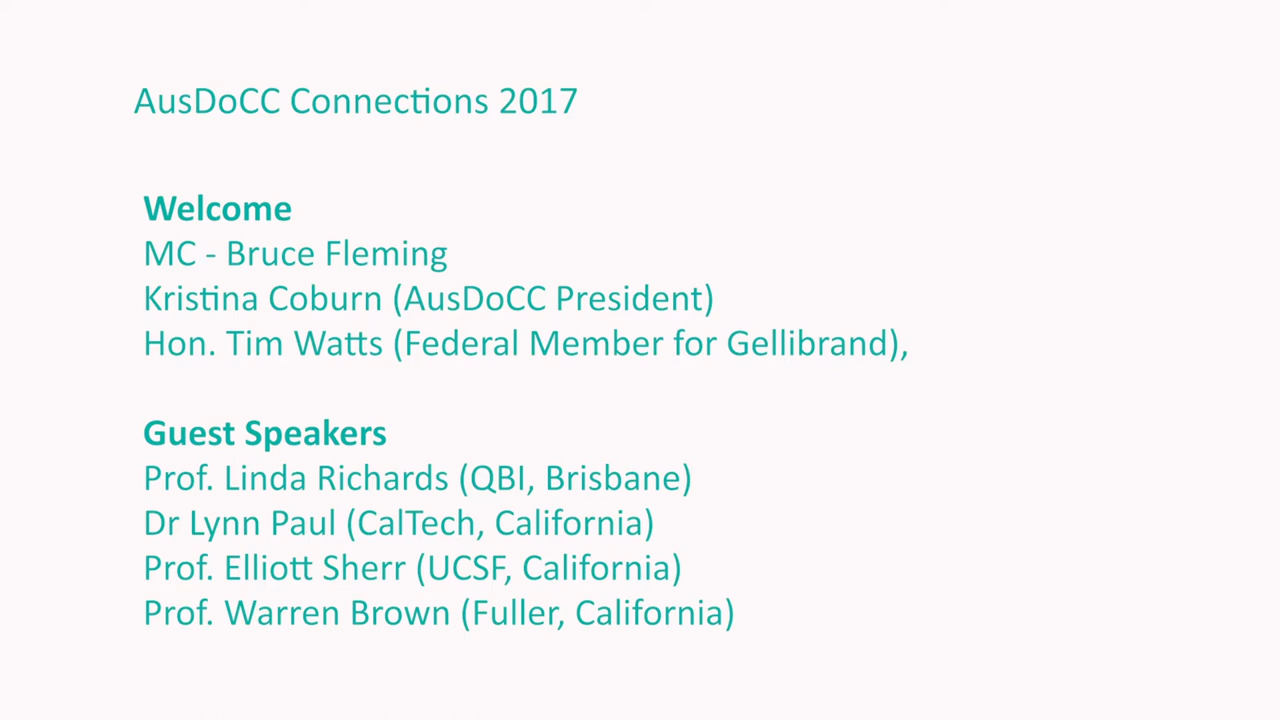 AusDoCC Connections 2017
Welcome
MC - Bruce Fleming
Kristina Coburn (AusDoCC President)
Hon. Tim Watts (Federal Member for Gellibrand),
Guest Speakers
Prof. Linda Richards (QBI, Brisbane)
Dr Lynn Paul (CalTech, California)
Prof. Elliott Sherr (UCSF, California)
Prof. Warren Brown (Fuller, California)